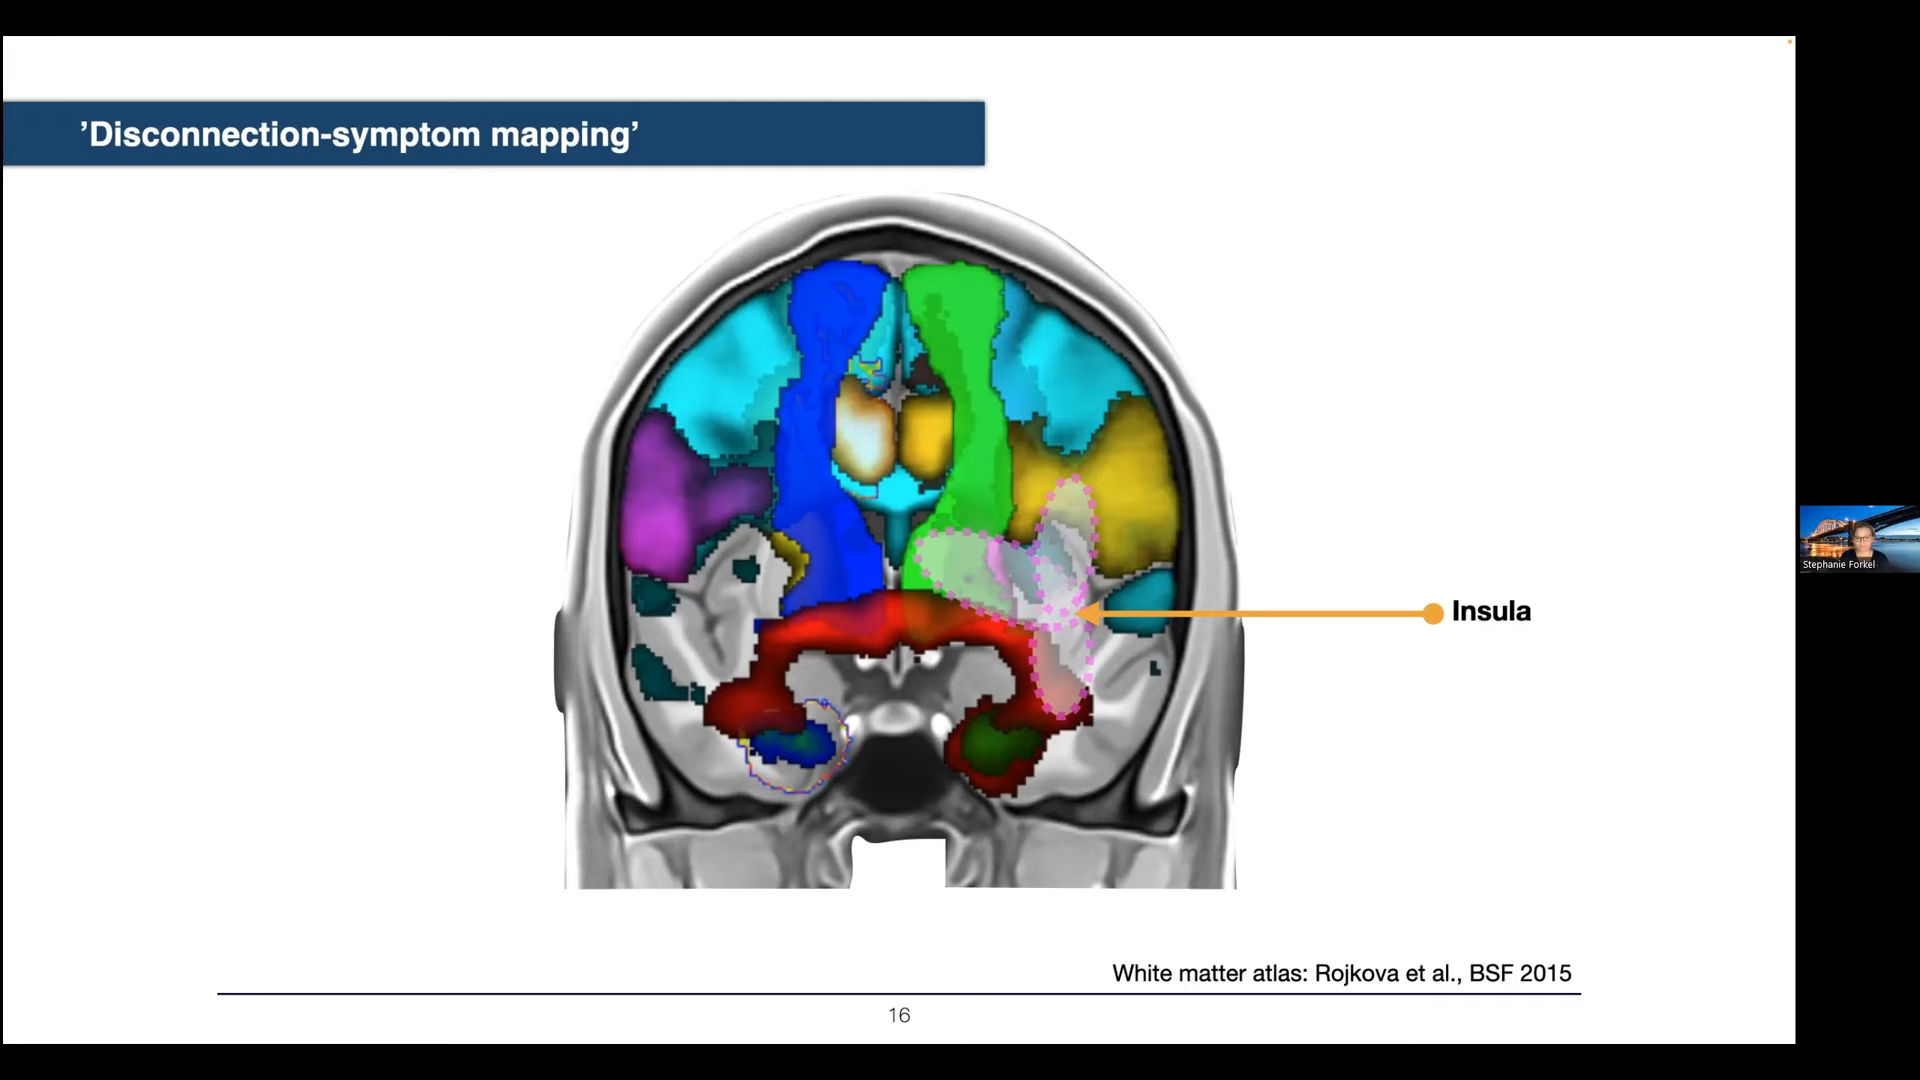 ’Disconnection-symptom mapping’
Insula
Stephanie Forkel
White matter atlas: Rojkova et al., BSF 2015
16